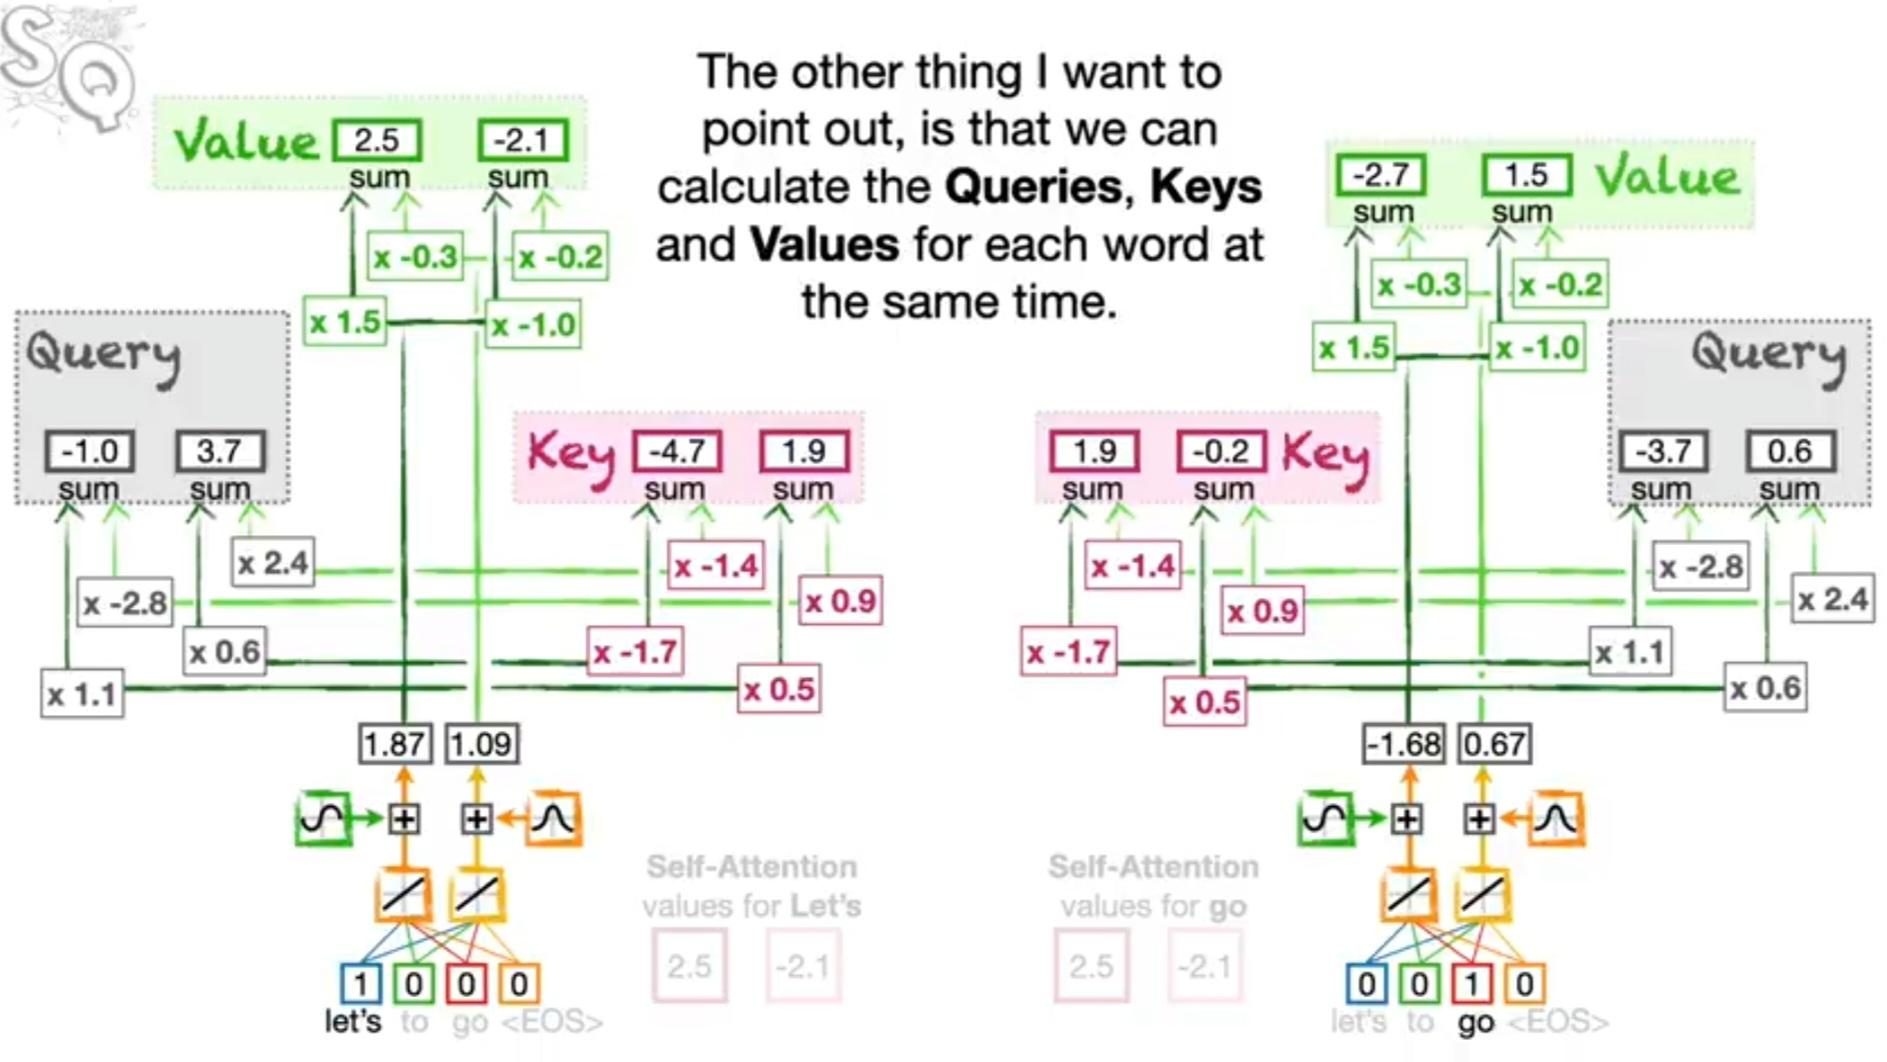 SQ
The other thing I want to
point out, is that we can
calculate the Queries, Keys
and Values for each word at
the same time.
Value 2.5 -2.1
sum sum
x -0.3 x -0.2
x 1.5 x -1.0
Query
-1.0 3.7
sum sum
Key -4.7 1.9
sum sum
x 2.4 x -1.4
x -2.8 x 0.9
x 0.6 x -1.7
x 1.1 x 0.5
1.87 1.09
+ +
1 0 0 0
let's to go <EOS>
Self-Attention
values for Let's
2.5 -2.1
-2.7 1.5 Value
sum sum
x -0.3 x -0.2
x 1.5 x -1.0
1.9 -0.2 Key
sum sum
Query
-3.7 0.6
sum sum
x -1.4 x -2.8
x 0.9 x 2.4
x -1.7 x 1.1
x 0.5 x 0.6
-1.68 0.67
+ +
Self-Attention
values for go
2.5 -2.1
0 0 1 0
let's to go <EOS>